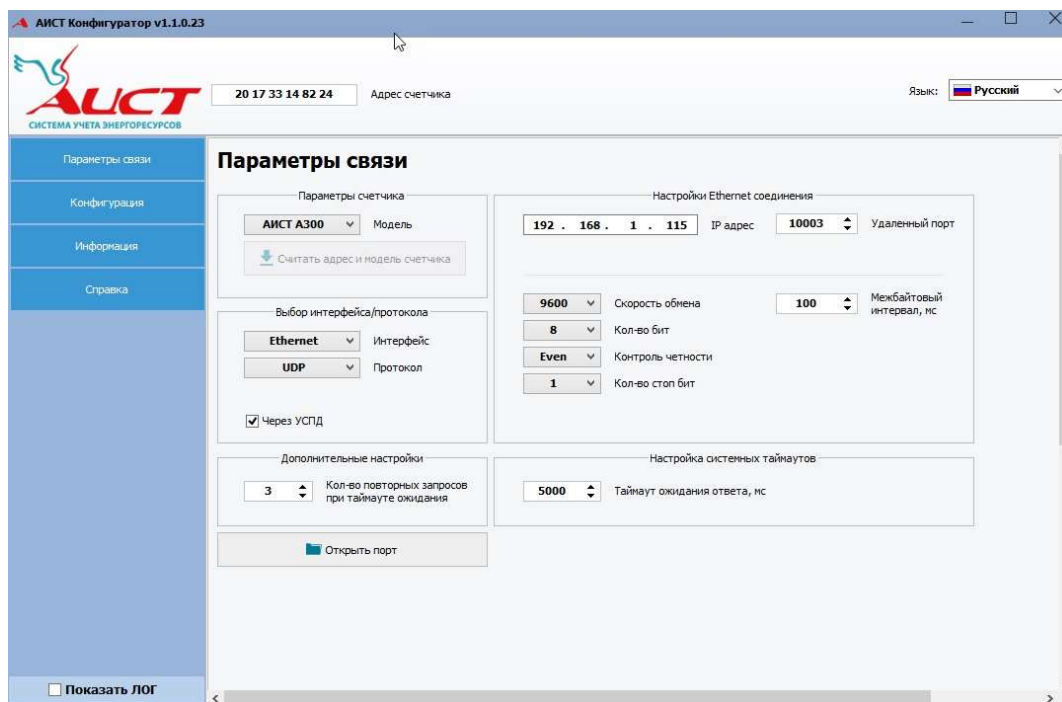 АИСТ Конфигуратор v1.1.0.23
АИСТ
СИСТЕМА УЧЕТА ЭНЕРГОРЕСУРСОВ
20 17 33 14 82 24 Адрес счетчика
Язык: Русский
Параметры связи
Конфигурация
Информация
Справка
Параметры связи
Параметры счетчика
АИСТ А300 Модель
Считать адрес и модель счетчика
Выбор интерфейса/протокола
Ethernet Интерфейс
UDP Протокол
Через УСПД
Дополнительные настройки
3 Кол-во повторных запросов
при таймауте ожидания
Открыть порт
Настройки Ethernet соединения
192 . 168 . 1 . 115 IP адрес 10003 Удаленный порт
9600 Скорость обмена 100 Межбайтовый
интервал, мс
8 Кол-во бит
Even Контроль четности
1 Кол-во стоп бит
Настройка системных таймаутов
5000 Таймаут ожидания ответа, мс
Показать ЛОГ